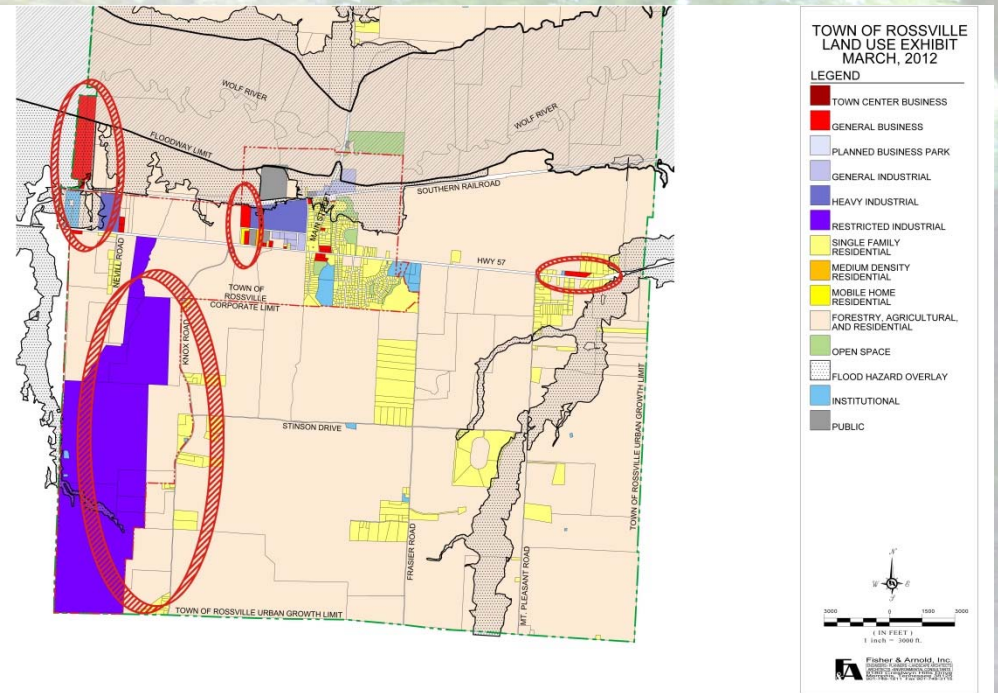 WOLF RIVER
WOLF RIVER
FLOODWAY LIMIT
SOUTHERN RAILROAD
MAIN ST
NEVILL ROAD
HWY 57
TOWN OF
ROSSVILLE
CORPORATE LIMIT
KNOX ROAD
STINSON DRIVE
FRASIER ROAD
MT. PLEASANT ROAD
TOWN OF ROSSVILLE URBAN GROWTH LIMIT
TOWN OF ROSSVILLE URBAN GROWTH LIMIT
TOWN OF ROSSVILLE
LAND USE EXHIBIT
MARCH, 2012
LEGEND
TOWN CENTER BUSINESS
GENERAL BUSINESS
PLANNED BUSINESS PARK
GENERAL INDUSTRIAL
HEAVY INDUSTRIAL
RESTRICTED INDUSTRIAL
SINGLE FAMILY
RESIDENTIAL
MEDIUM DENSITY
RESIDENTIAL
MOBILE HOME
RESIDENTIAL
FORESTRY, AGRICULTURAL,
AND RESIDENTIAL
OPEN SPACE
FLOOD HAZARD OVERLAY
INSTITUTIONAL
PUBLIC
N
W E
S
3000 0 1500 3000
( IN FEET )
1 inch = 3000 ft.
FA
Fisher & Arnold, Inc.